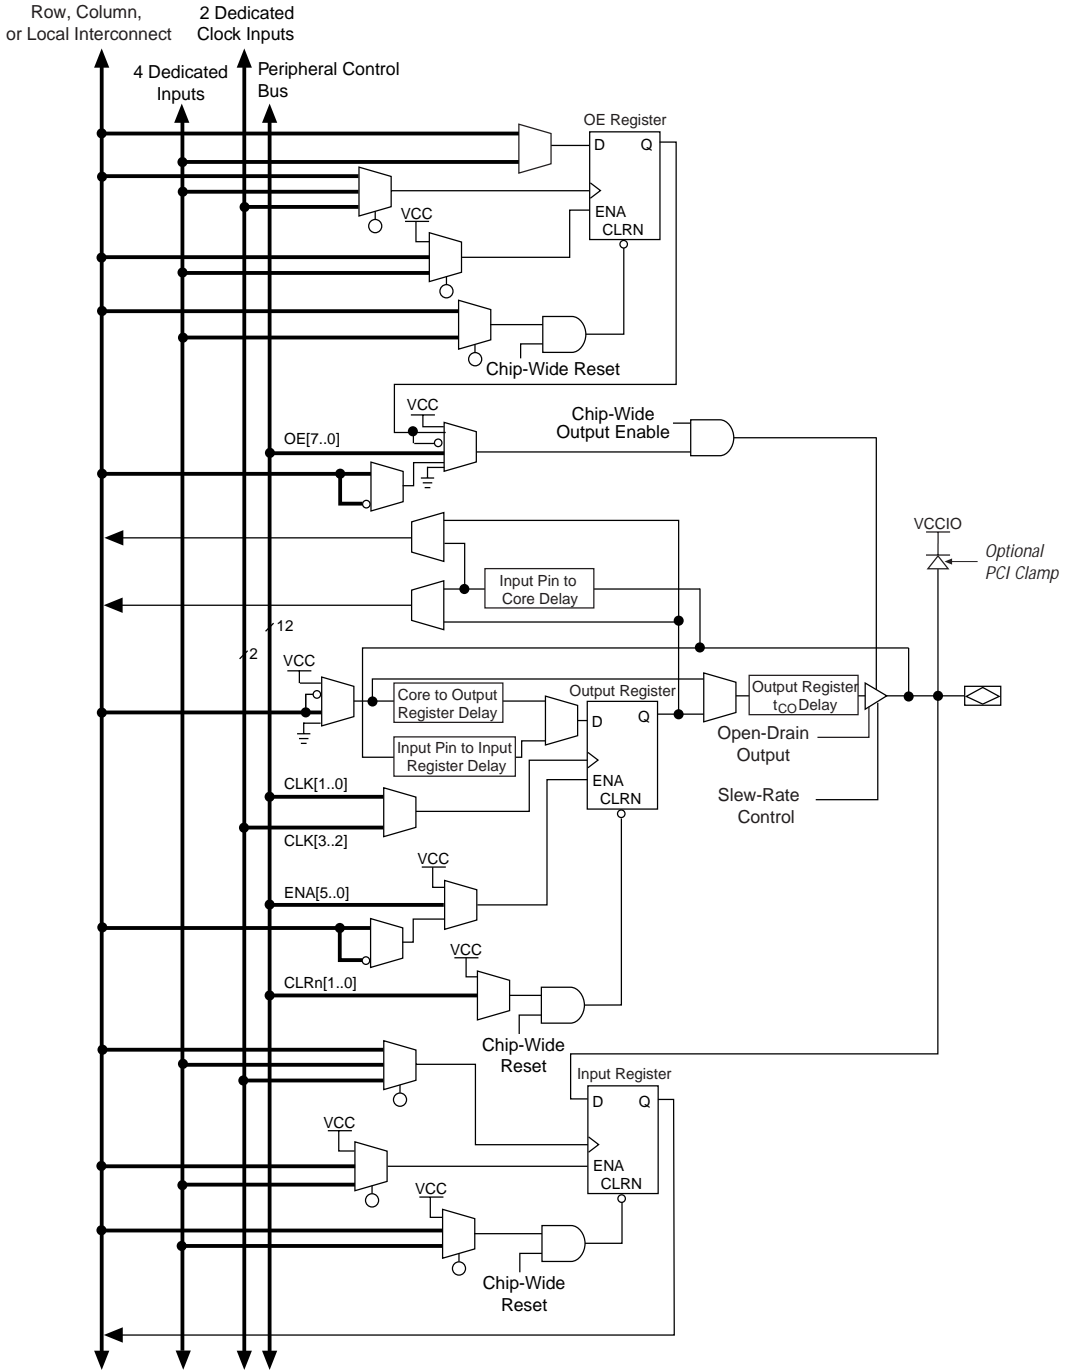 Row, Column,
or Local Interconnect
2 Dedicated
Clock Inputs
4 Dedicated
Inputs
Peripheral Control
Bus
OE Register
D Q
ENA
CLRN
VCC
Chip-Wide Reset
VCC
OE[7..0]
Chip-Wide
Output Enable
VCCIO
Optional
PCI Clamp
Input Pin to
Core Delay
12
2
VCC
Core to Output
Register Delay
Output Register
D Q
ENA
CLRN
Output Register
tCO Delay
Input Pin to Input
Register Delay
Open-Drain
Output
CLK[1..0]
CLK[3..2]
Slew-Rate
Control
VCC
ENA[5..0]
VCC
CLRn[1..0]
Chip-Wide
Reset
Input Register
D Q
ENA
CLRN
VCC
VCC
Chip-Wide
Reset